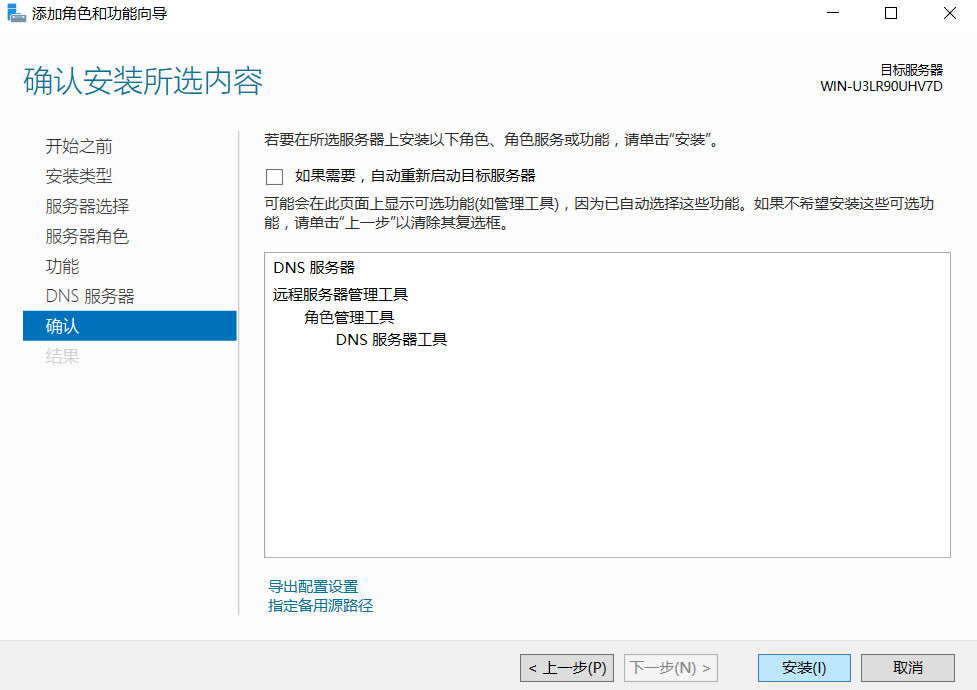 添加角色和功能向导
确认安装所选内容
目标服务器
WIN-U3LR90UHV7D
开始之前
安装类型
服务器选择
服务器角色
功能
DNS 服务器
确认
结果
若要在所选服务器上安装以下角色、角色服务或功能，请单击“安装”。
如果需要，自动重新启动目标服务器
可能会在此页面上显示可选功能(如管理工具)，因为已自动选择这些功能。如果不希望安装这些可选功
能，请单击“上一步”以清除其复选框。
DNS 服务器
远程服务器管理工具
角色管理工具
DNS 服务器工具
导出配置设置
指定备用源路径
< 上一步(P)
下一步(N) >
安装(I)
取消